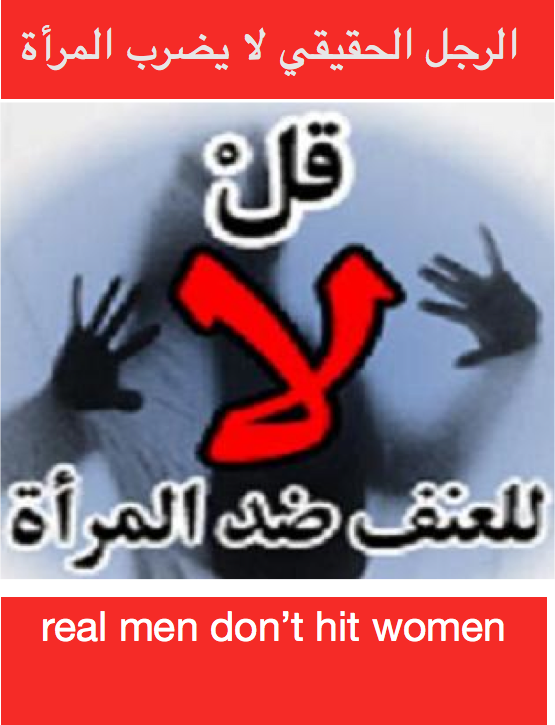 الرجل الحقيقي لا يضرب المرأة
قلْ
لا
للعنف ضد المرأة
real men don’t hit women